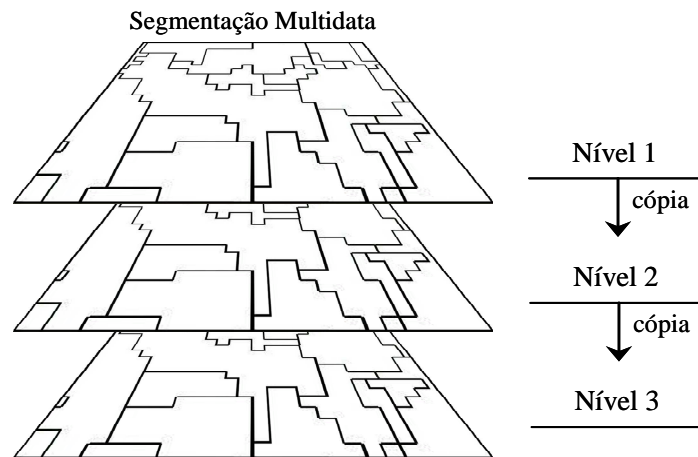 Segmentação Multidata
Nível 1
cópia
Nível 2
cópia
Nível 3